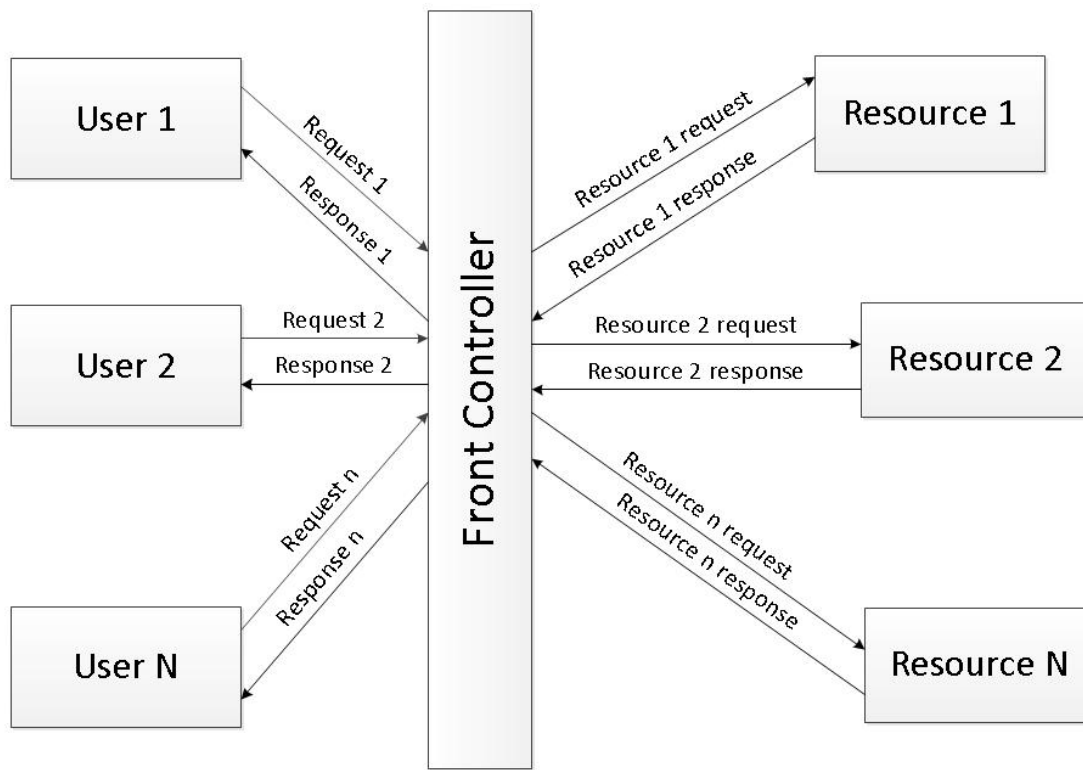 User 1
Request 1
Response 1
User 2
Request 2
Response 2
User N
Request n
Response n
Front Controller
Resource 1 request
Resource 1 response
Resource 1
Resource 2 request
Resource 2 response
Resource 2
Resource n request
Resource n response
Resource N